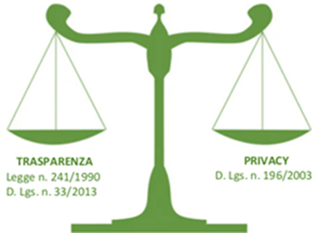 TRASPARENZA
Legge n. 241/1990
D. Lgs. n. 33/2013
PRIVACY
D. Lgs. n. 196/2003